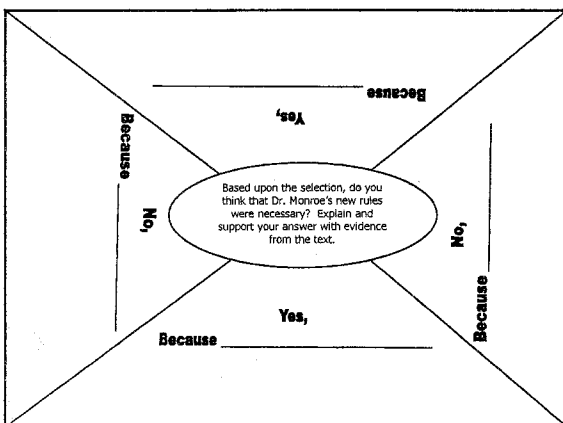 Because
Yes,
Because
No,
Based upon the selection, do you
think that Dr. Monroe's new rules
were necessary? Explain and
support your answer with evidence
from the text.
No,
Because
Yes,
Because